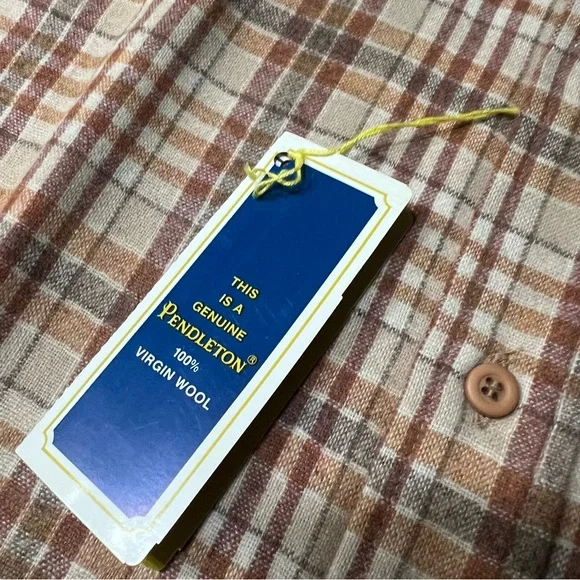 THIS
IS A
GENUINE
PENDLETON®
100%
VIRGIN WOOL